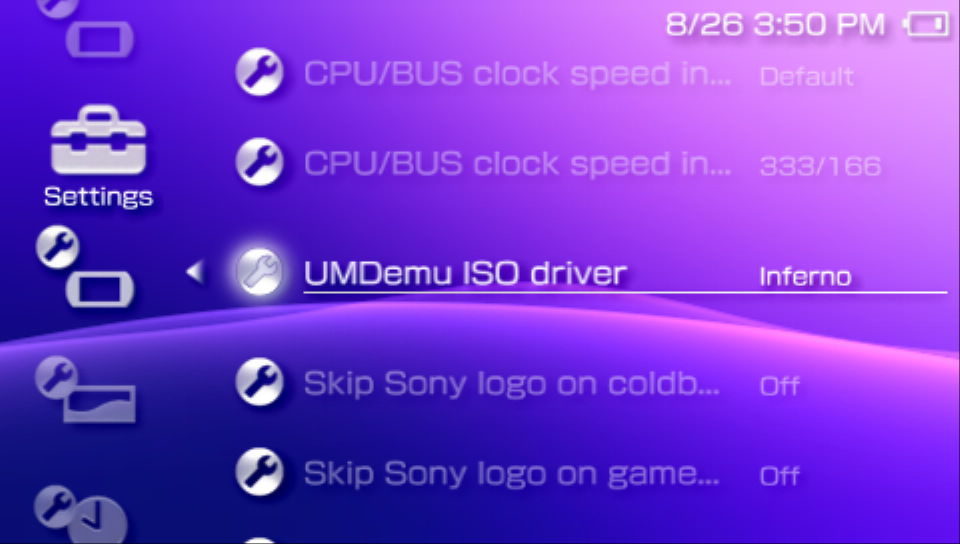 8/26 3:50 PM
CPU/BUS clock speed in... Default
CPU/BUS clock speed in... 333/166
Settings
UMDemu ISO driver Inferno
Skip Sony logo on coldb... Off
Skip Sony logo on game... Off